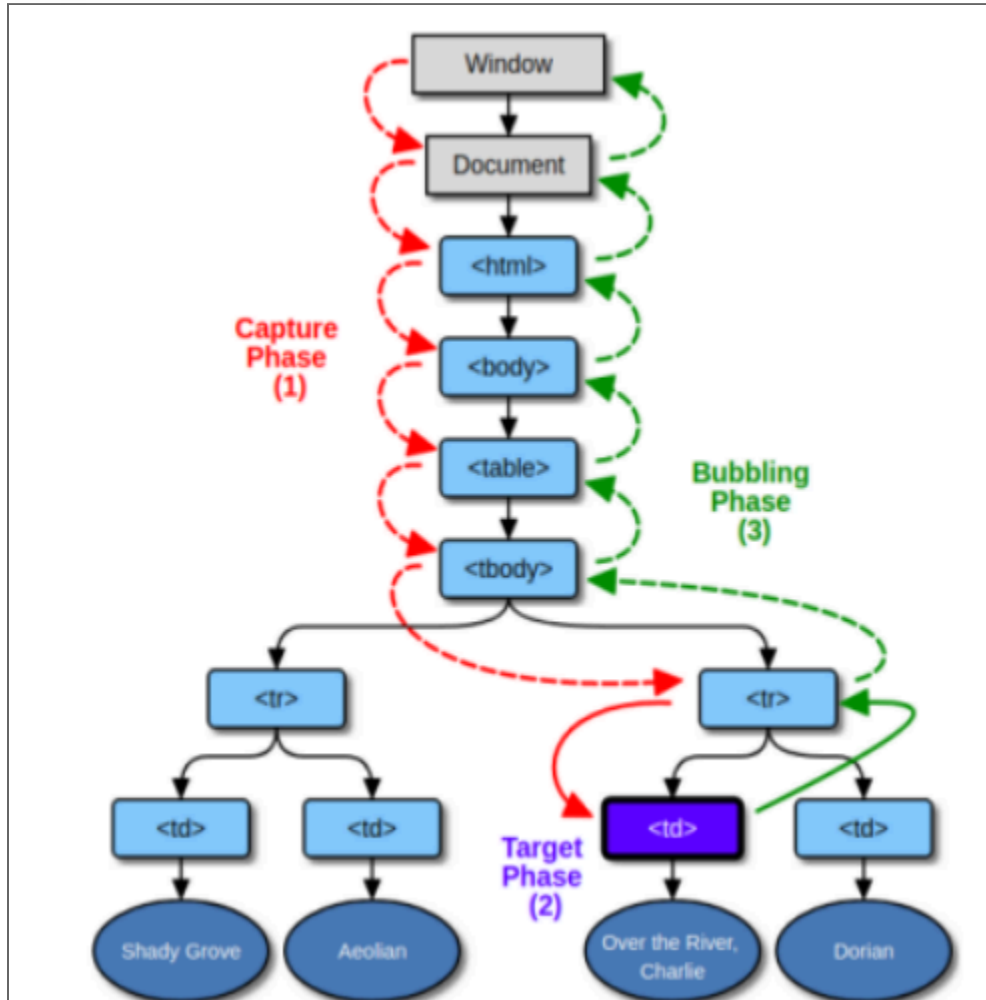 Window
Document
<html>
Capture
Phase
(1)
<body>
<table>
Bubbling
Phase
(3)
<tbody>
<tr>
<tr>
<td>
<td>
<td>
<td>
Target
Phase
(2)
Shady Grove
Aeolian
Over the River,
Charlie
Dorian